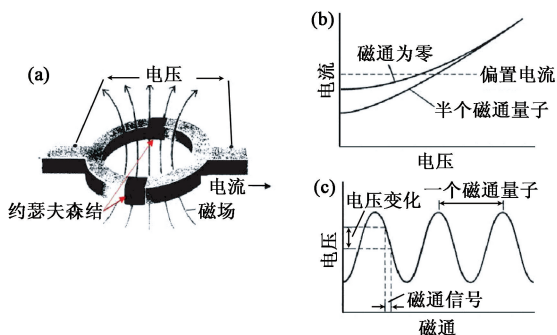 (a)
电压
电流
约瑟夫森结
磁场
(b)
电流
磁通为零
偏置电流
半个磁通量子
电压
(c)
电压变化
一个磁通量子
电压
磁通信号
磁通